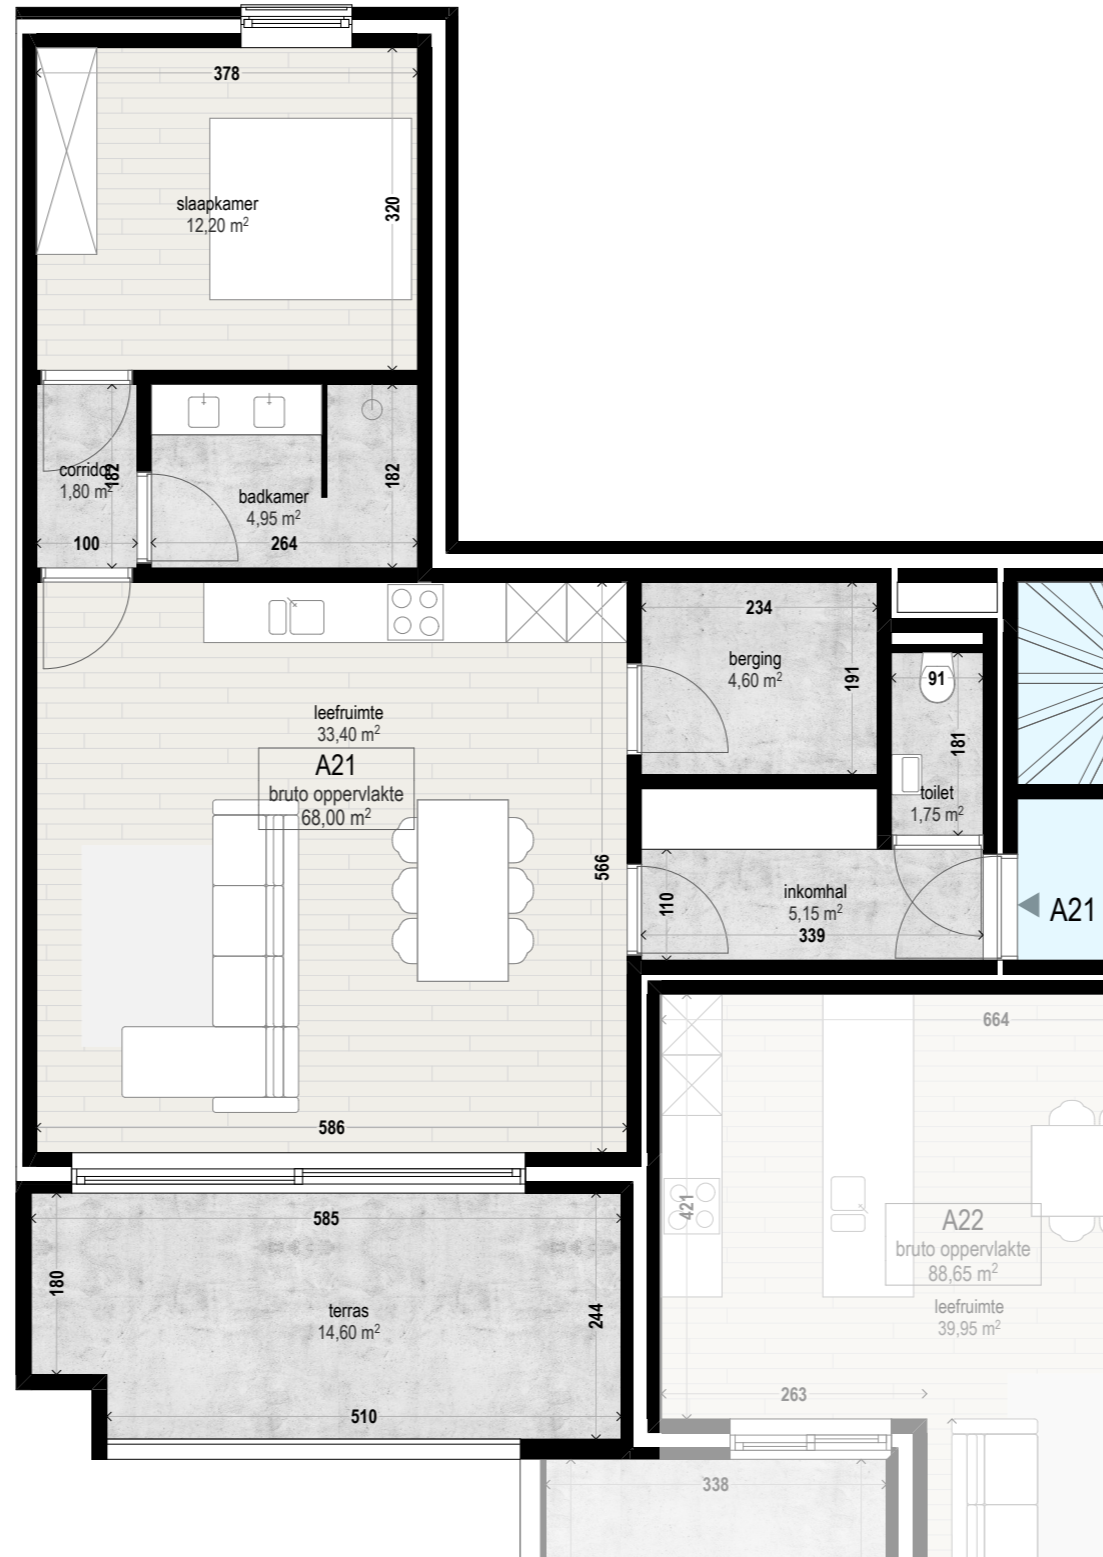 378
slaapkamer
12,20 m²
320
corridor
1,80 m²
182
100
badkamer
4,95 m²
264
182
234
berging
4,60 m²
191
91
181
toilet
1,75 m²
leefruimte
33,40 m²
A21
bruto oppervlakte
68,00 m²
566
110
inkomhal
5,15 m²
339
A21
586
664
585
180
terras
14,60 m²
244
510
421
A22
bruto oppervlakte
88,65 m²
leefruimte
39,95 m²
263
338